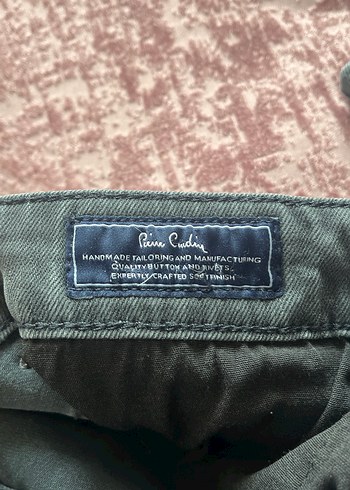 Pierre Cardin
HANDMADE TAILORING AND MANUFACTURING
QUALITY BUTTON AND RIVETS
EXPERTLY CRAFTED SOFT FINISH